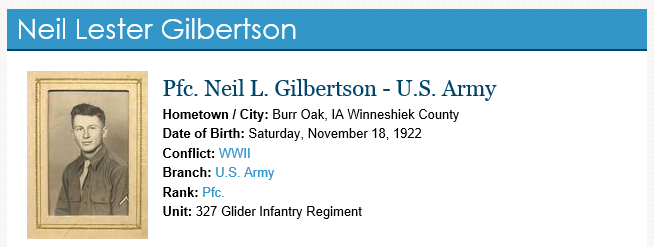 Neil Lester Gilbertson
Pfc. Neil L. Gilbertson - U.S. Army
Hometown / City: Burr Oak, IA Winneshiek County
Date of Birth: Saturday, November 18, 1922
Conflict: WWII
Branch: U.S. Army
Rank: Pfc.
Unit: 327 Glider Infantry Regiment